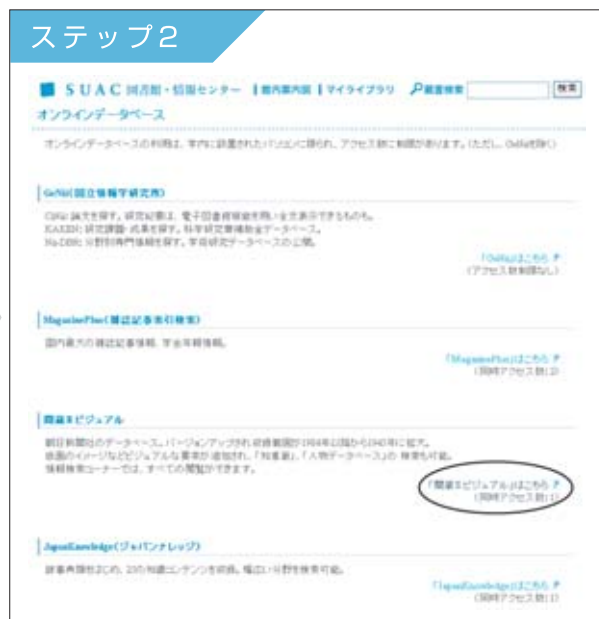 ステップ2
SUAC 図書館・情報センター | 館内案内図 | マイライブラリ 蔵書検索 検索
オンラインデータベース
オンラインデータベースの利用は、学内に設置されたパソコンに限られ、アクセス数に制限があります。(ただし、GeNiiを除く)
GeNii(国立情報学研究所)
CiNii: 論文を探す。研究紀要は、電子図書館機能を用い全文表示できるものも。
KAKEN: 研究課題・成果を探す。科学研究費補助金データベース。
NII-DBR: 分野別専門情報を探す。学術研究データベースの公開。
「GeNii」はこちら
(アクセス数制限なし)
MagazinePlus(雑誌記事索引検索)
国内最大の雑誌記事情報、学会年報情報。
「MagazinePlus」はこちら
(同時アクセス数:2)
聞蔵Ⅱビジュアル
朝日新聞社のデータベース。バージョンアップされ収録範囲が1984年以降から1945年に拡大。
紙面のイメージなどビジュアルな要素が追加され、「知恵蔵」、「人物データベース」の検索も可能。
情報検索コーナーでは、すべての閲覧ができます。
「聞蔵Ⅱビジュアル」はこちら
(同時アクセス数:1)
JapanKnowledge(ジャパンナレッジ)
辞事典類をはじめ、23の知識コンテンツを収録。幅広い分野を検索可能。
「JapanKnowledge」はこちら
(同時アクセス数:1)